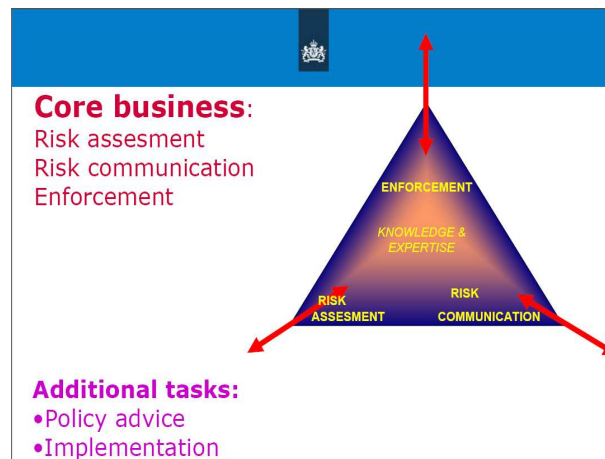 Core business:
Risk assesment
Risk communication
Enforcement
ENFORCEMENT
KNOWLEDGE &
EXPERTISE
RISK
ASSESMENT
RISK
COMMUNICATION
Additional tasks:
•Policy advice
•Implementation